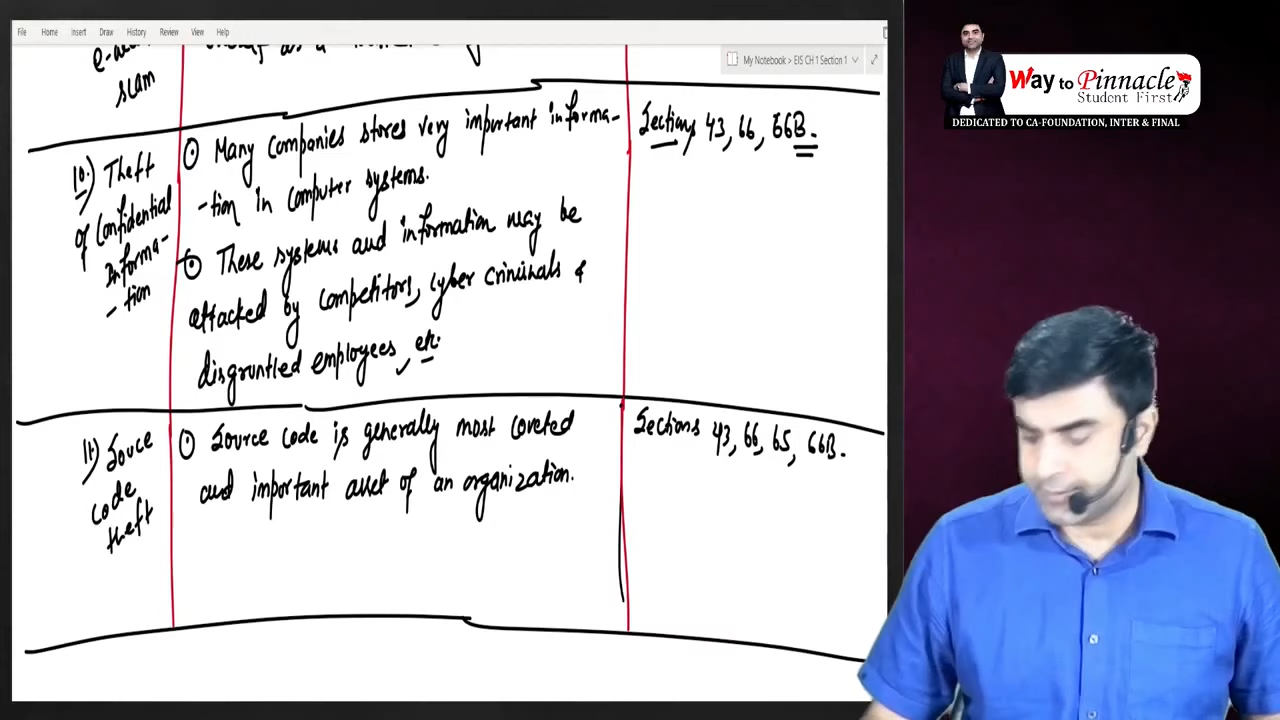 File Home Insert Draw History Review View Help
My Notebook > EIS CH 1 Section 1
Way to Pinnacle
Student First
DEDICATED TO CA-FOUNDATION, INTER & FINAL
scam
10.) Theft
of Confidential
Informa-
-tion
Many Companies stores very important informa-
-tion in computer systems.
These systems and information may be
attacked by competitors, cyber criminals &
disgruntled employees, etc.
Sections 43, 66, 66B.
11.) Souce
code
theft
Source code is generally most coveted
and important asset of an organization.
Sections 43, 66, 65, 66B.